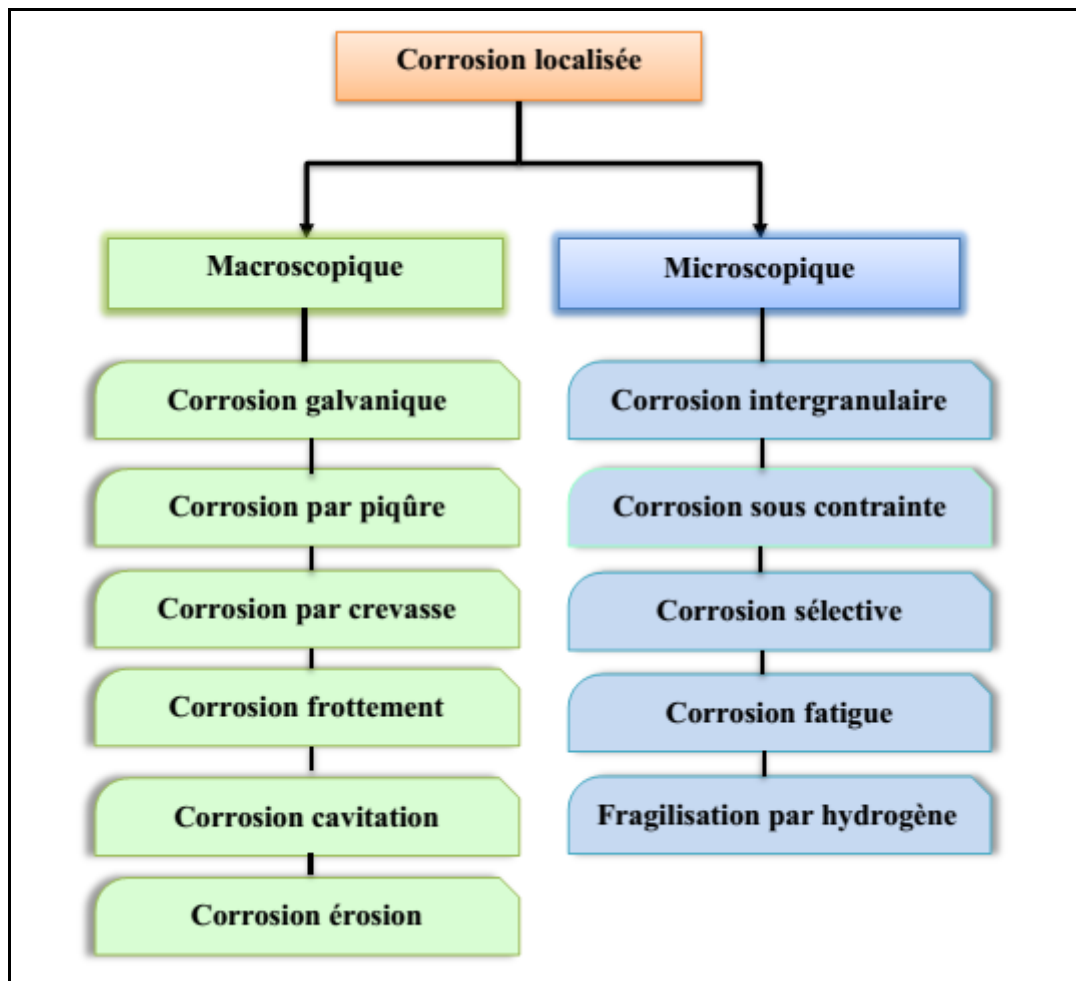 Corrosion localisée
Macroscopique
Corrosion galvanique
Corrosion par piqûre
Corrosion par crevasse
Corrosion frottement
Corrosion cavitation
Corrosion érosion
Microscopique
Corrosion intergranulaire
Corrosion sous contrainte
Corrosion sélective
Corrosion fatigue
Fragilisation par hydrogène